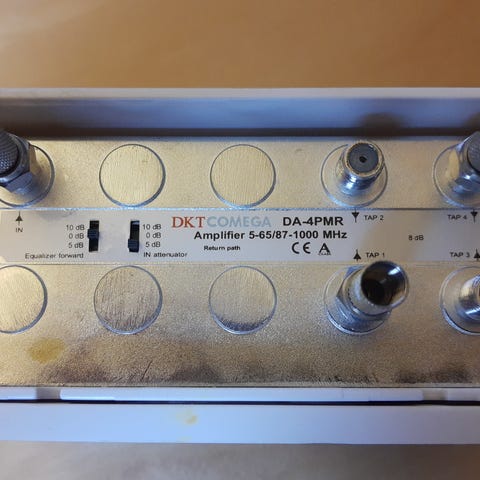 DKTCOMEGA DA-4PMR
Amplifier 5-65/87-1000 MHz
Return path
CE
IN
10 dB
0 dB
5 dB
Equalizer forward
10 dB
0 dB
5 dB
IN attenuator
TAP 2
TAP 4
8 dB
TAP 1
TAP 3